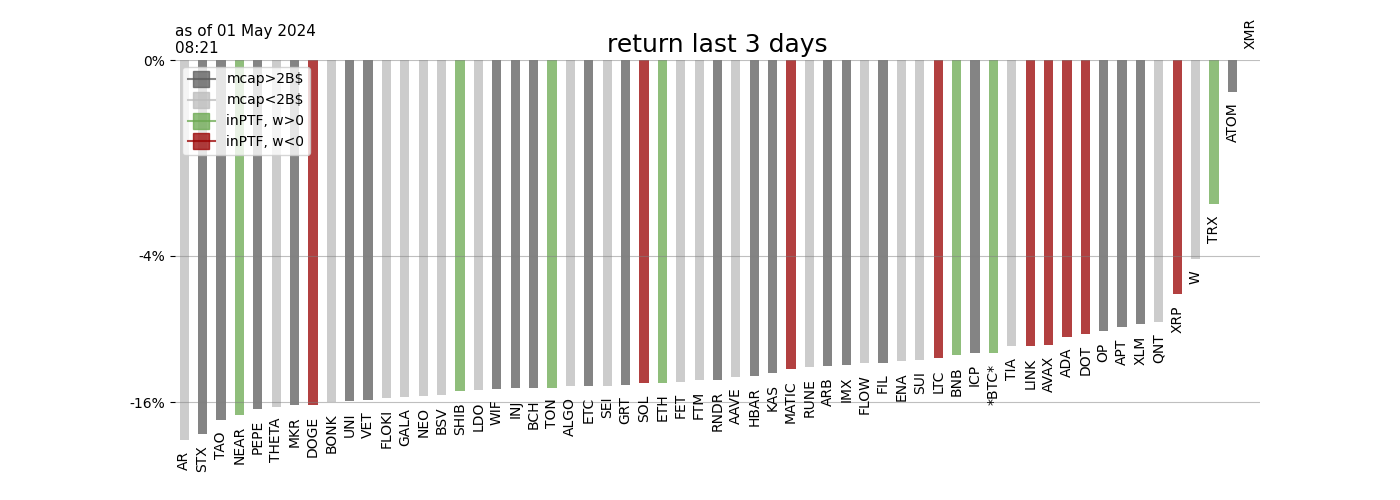 as of 01 May 2024
08:21
return last 3 days
XMR
0%
mcap>2B$
mcap<2B$
inPTF, w>0
inPTF, w<0
-4%
-16%
AR
STX
TAO
NEAR
PEPE
THETA
MKR
DOGE
BONK
UNI
VET
FLOKI
GALA
NEO
BSV
SHIB
LDO
WIF
INJ
BCH
TON
ALGO
ETC
SEI
GRT
SOL
ETH
FET
FTM
RNDR
AAVE
HBAR
KAS
MATIC
RUNE
ARB
IMX
FLOW
FIL
ENA
SUI
LTC
BNB
ICP
*BTC*
TIA
LINK
AVAX
ADA
DOT
OP
APT
XLM
QNT
XRP
W
TRX
ATOM